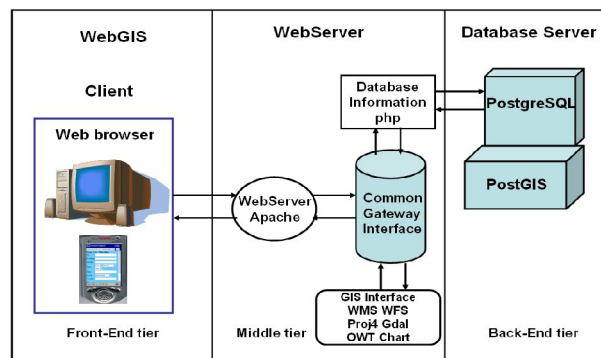 WebGIS
WebServer
Database Server
Client
Web browser
Database
Information
php
PostgreSQL
PostGIS
WebServer
Apache
Common
Gateway
Interface
GIS Interface
WMS WFS
Proj4 Gdal
OWT Chart
Front-End tier
Middle tier
Back-End tier